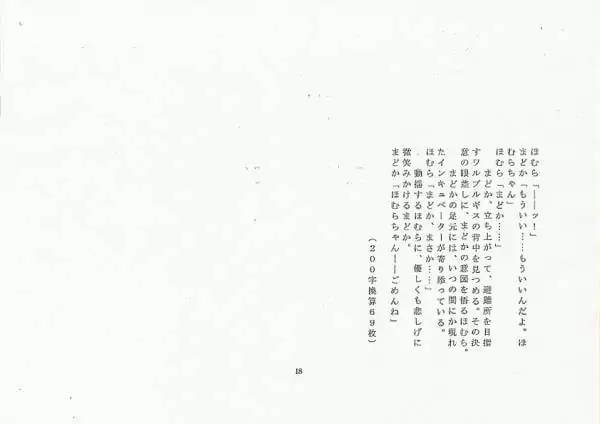 ほむら「――ッ！」
まどか「もういい……もういいんだよ。ほ
むらちゃん」
ほむら「まどか……」
　まどか、立ち上がって、避難所を目指
すワルプルギスの背中を見つめる。その決
意の眼差しに、まどかの意図を悟るほむら。
　まどかの足元には、いつの間にか現れ
たインキュベーターが寄り添っている。
ほむら「まどか、まさか……」
　動揺するほむらに、優しくも悲しげに
微笑みかけるまどか。
まどか「ほむらちゃん――ごめんね」
（２００字換算６９枚）
18